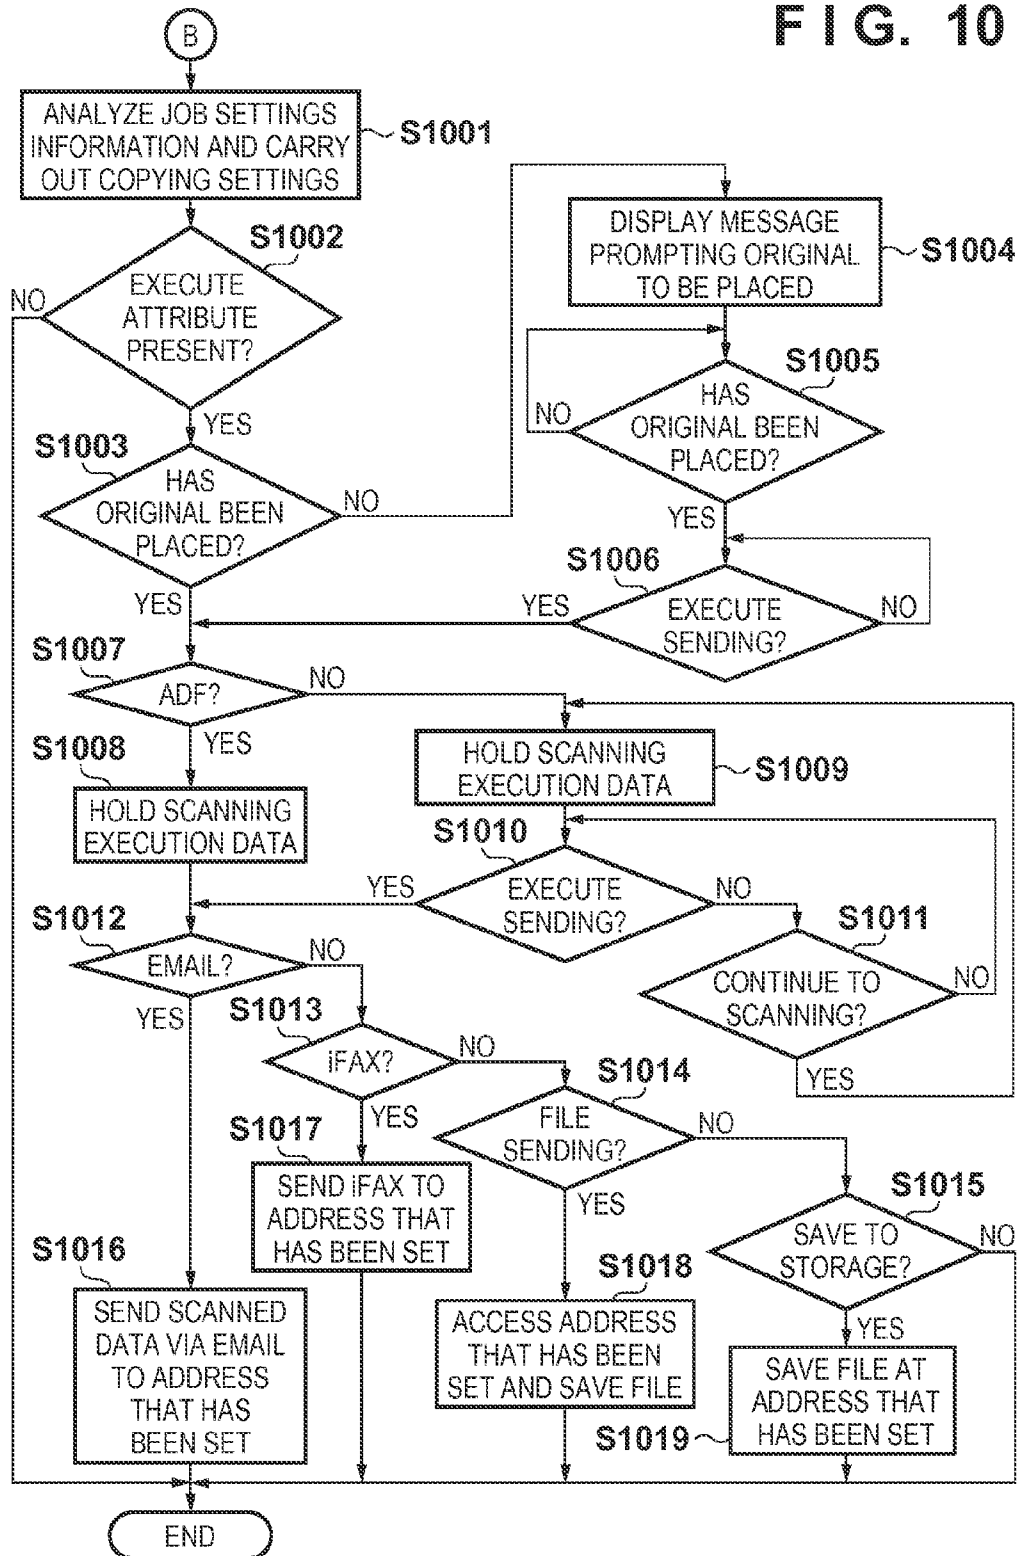 FIG. 10
B
ANALYZE JOB SETTINGS
INFORMATION AND CARRY
OUT COPYING SETTINGS
S1001
S1002
EXECUTE
ATTRIBUTE
PRESENT?
NO
YES
S1003
HAS
ORIGINAL BEEN
PLACED?
NO
YES
DISPLAY MESSAGE
PROMPTING ORIGINAL
TO BE PLACED
S1004
S1005
HAS
ORIGINAL BEEN
PLACED?
NO
YES
S1006
EXECUTE
SENDING?
YES
NO
S1007
ADF?
NO
YES
S1008
HOLD SCANNING
EXECUTION DATA
HOLD SCANNING
EXECUTION DATA
S1009
S1010
EXECUTE
SENDING?
YES
NO
S1011
CONTINUE TO
SCANNING?
NO
YES
S1012
EMAIL?
NO
YES
S1013
iFAX?
NO
YES
S1014
FILE
SENDING?
NO
YES
S1015
SAVE TO
STORAGE?
NO
YES
S1016
SEND SCANNED
DATA VIA EMAIL
TO ADDRESS
THAT HAS
BEEN SET
S1017
SEND iFAX TO
ADDRESS THAT
HAS BEEN SET
S1018
ACCESS ADDRESS
THAT HAS BEEN
SET AND SAVE FILE
S1019
SAVE FILE AT
ADDRESS THAT
HAS BEEN SET
END